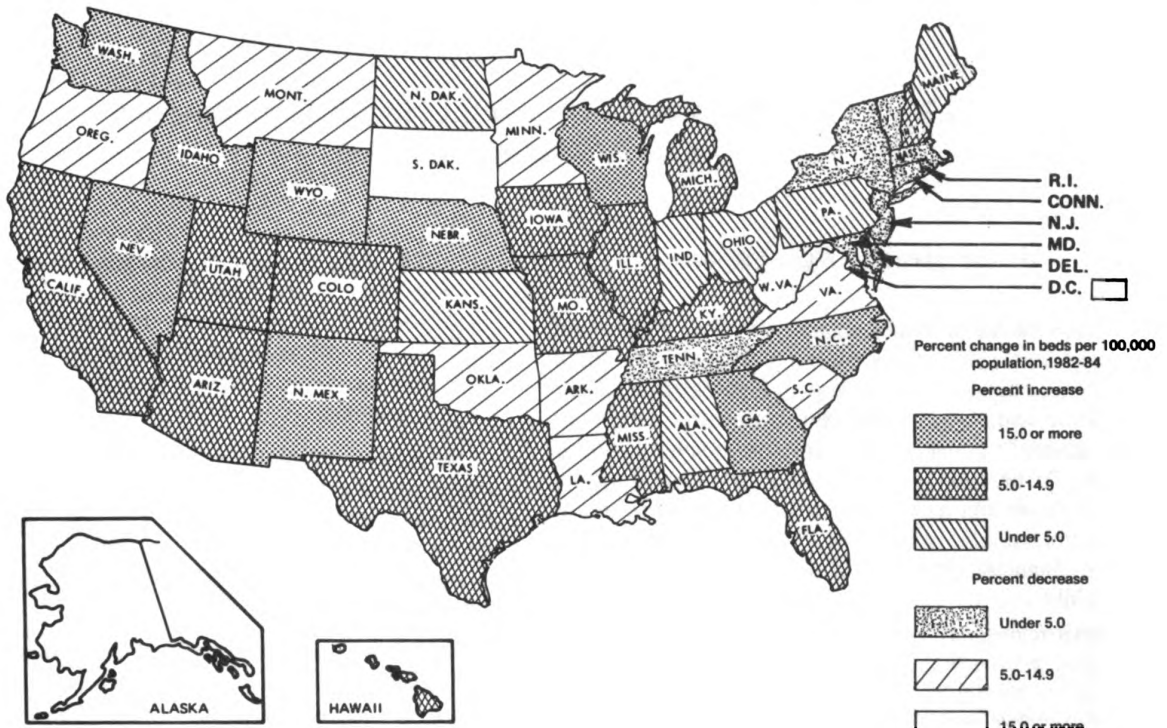 WASH.
MONT.
N. DAK.
MINN.
MAINE
OREG.
IDAHO
S. DAK.
WIS.
N.Y.
WYO.
MICH.
R.I.
CONN.
IOWA
PA.
N.J.
NEBR.
MD.
NEV.
OHIO
DEL.
UTAH
ILL.
IND.
W.VA.
D.C.
CALIF.
COLO
VA.
KANS.
MO.
KY.
N.C.
TENN.
ARIZ.
N. MEX.
OKLA.
ARK.
S.C.
MISS.
ALA.
GA.
TEXAS
LA.
FLA.
ALASKA
HAWAII
Percent change in beds per 100,000
population,1982-84
Percent increase
15.0 or more
5.0-14.9
Under 5.0
Percent decrease
Under 5.0
5.0-14.9
15.0 or more